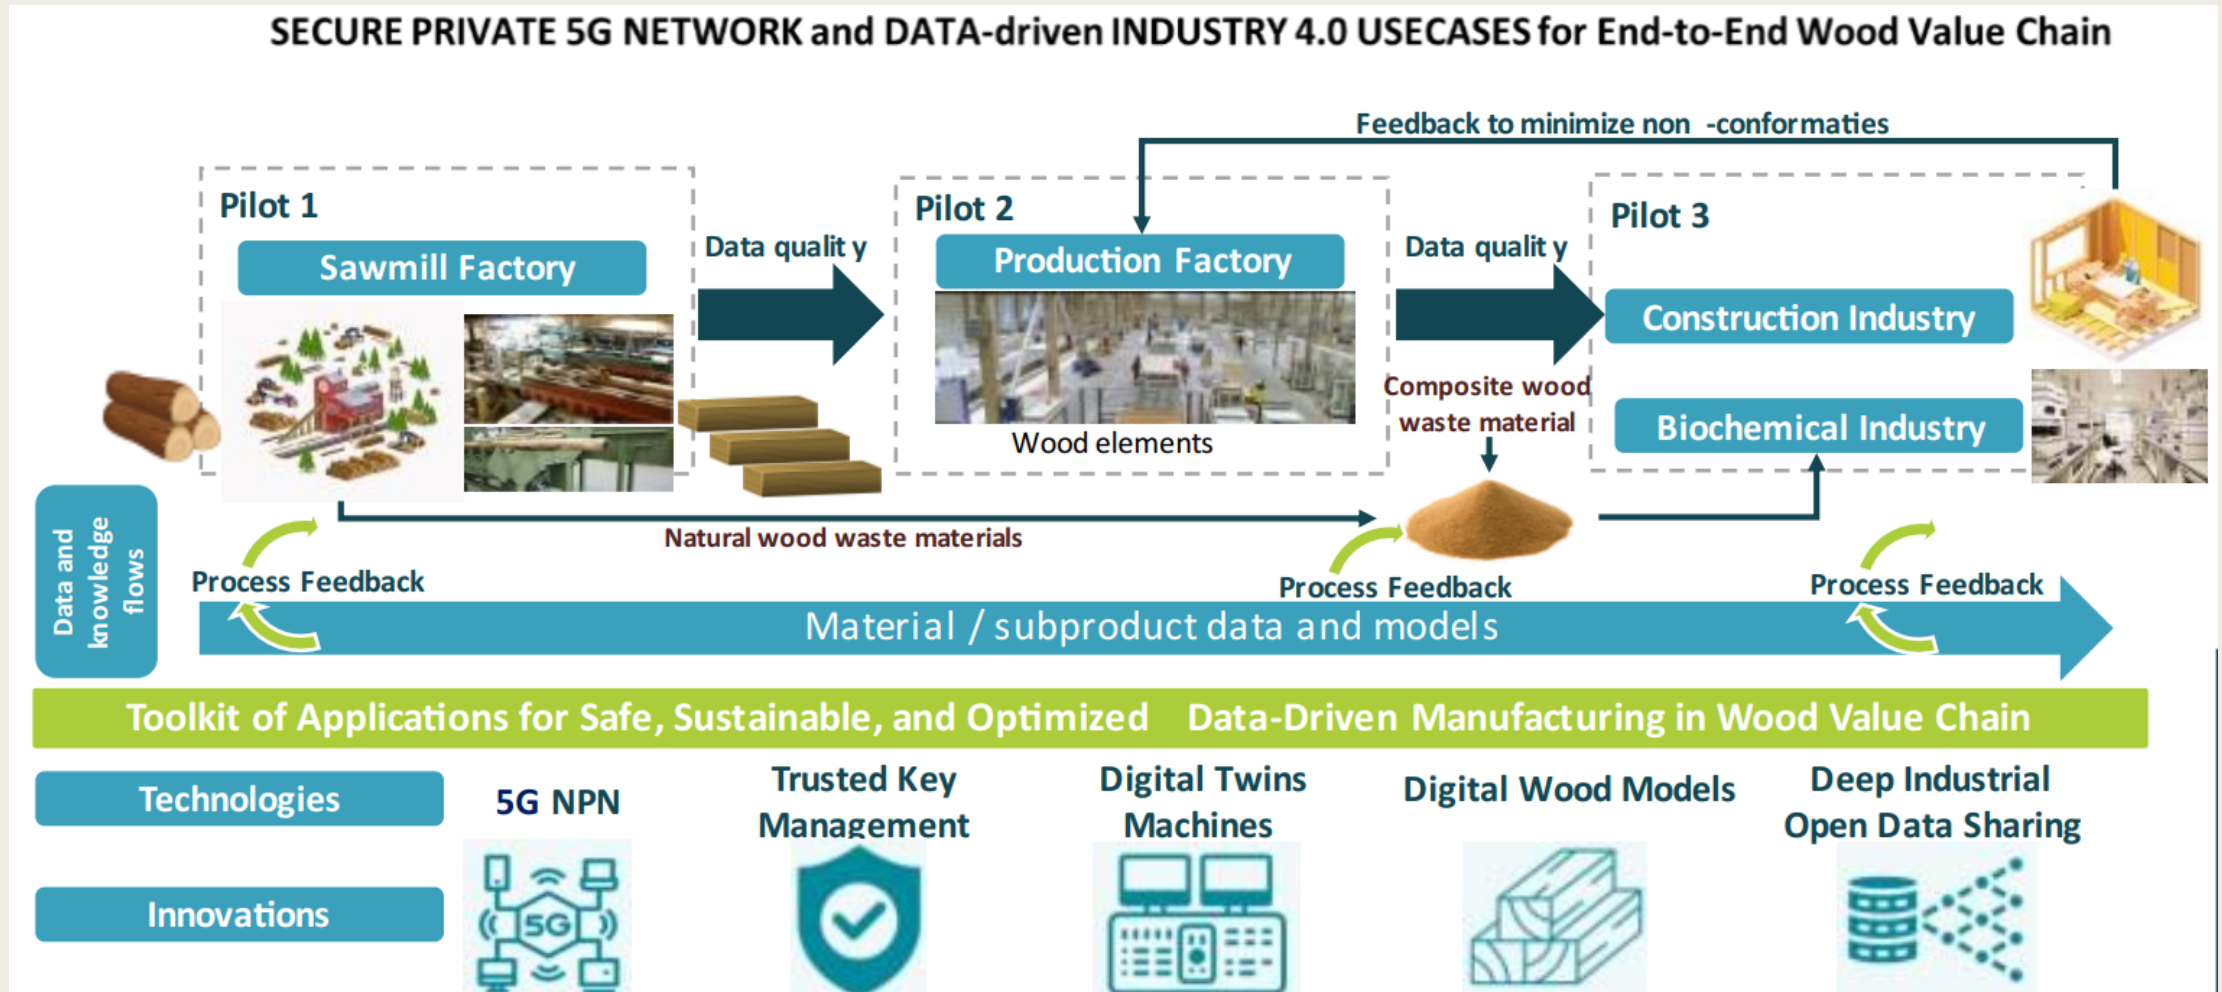 SECURE PRIVATE 5G NETWORK and DATA-driven INDUSTRY 4.0 USECASES for End-to-End Wood Value Chain
Feedback to minimize non -conformaties
Pilot 1
Sawmill Factory
Data quality
Pilot 2
Production Factory
Wood elements
Data quality
Pilot 3
Construction Industry
Composite wood
waste material
Biochemical Industry
Natural wood waste materials
Data and
knowledge
flows
Process Feedback
Process Feedback
Process Feedback
Material / subproduct data and models
Toolkit of Applications for Safe, Sustainable, and Optimized Data-Driven Manufacturing in Wood Value Chain
Technologies
5G NPN
Trusted Key
Management
Digital Twins
Machines
Digital Wood Models
Deep Industrial
Open Data Sharing
Innovations
5G